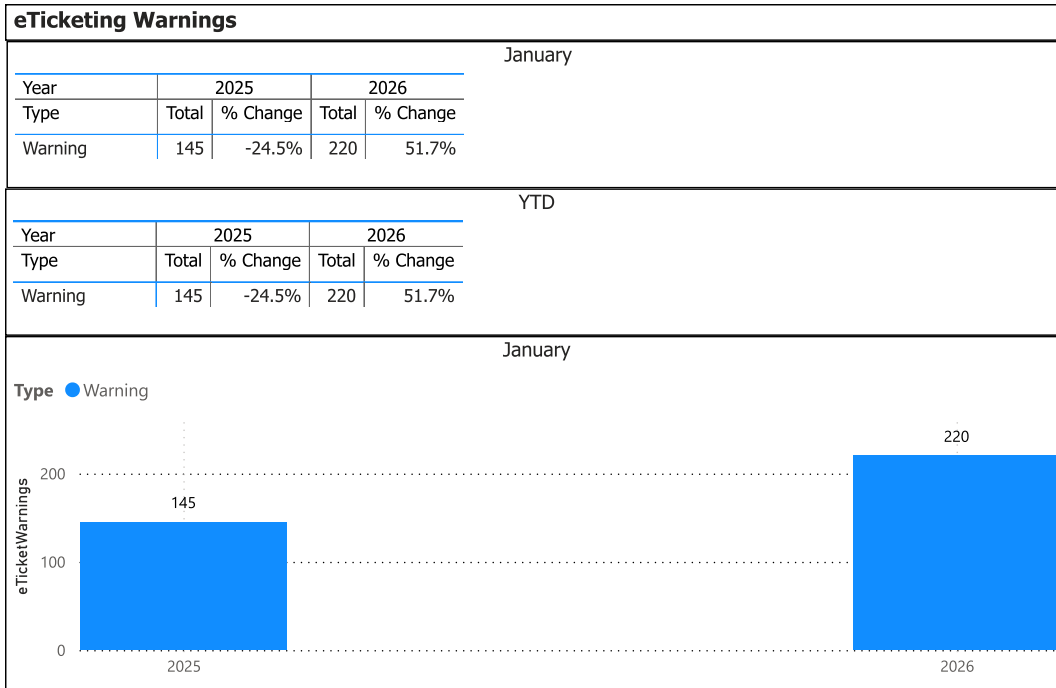 eTicketing Warnings
January
Year 2025 2026
Type Total % Change Total % Change
Warning 145 -24.5% 220 51.7%
YTD
Year 2025 2026
Type Total % Change Total % Change
Warning 145 -24.5% 220 51.7%
January
Type Warning
220
200
145
eTicketWarnings
100
0
2025 2026